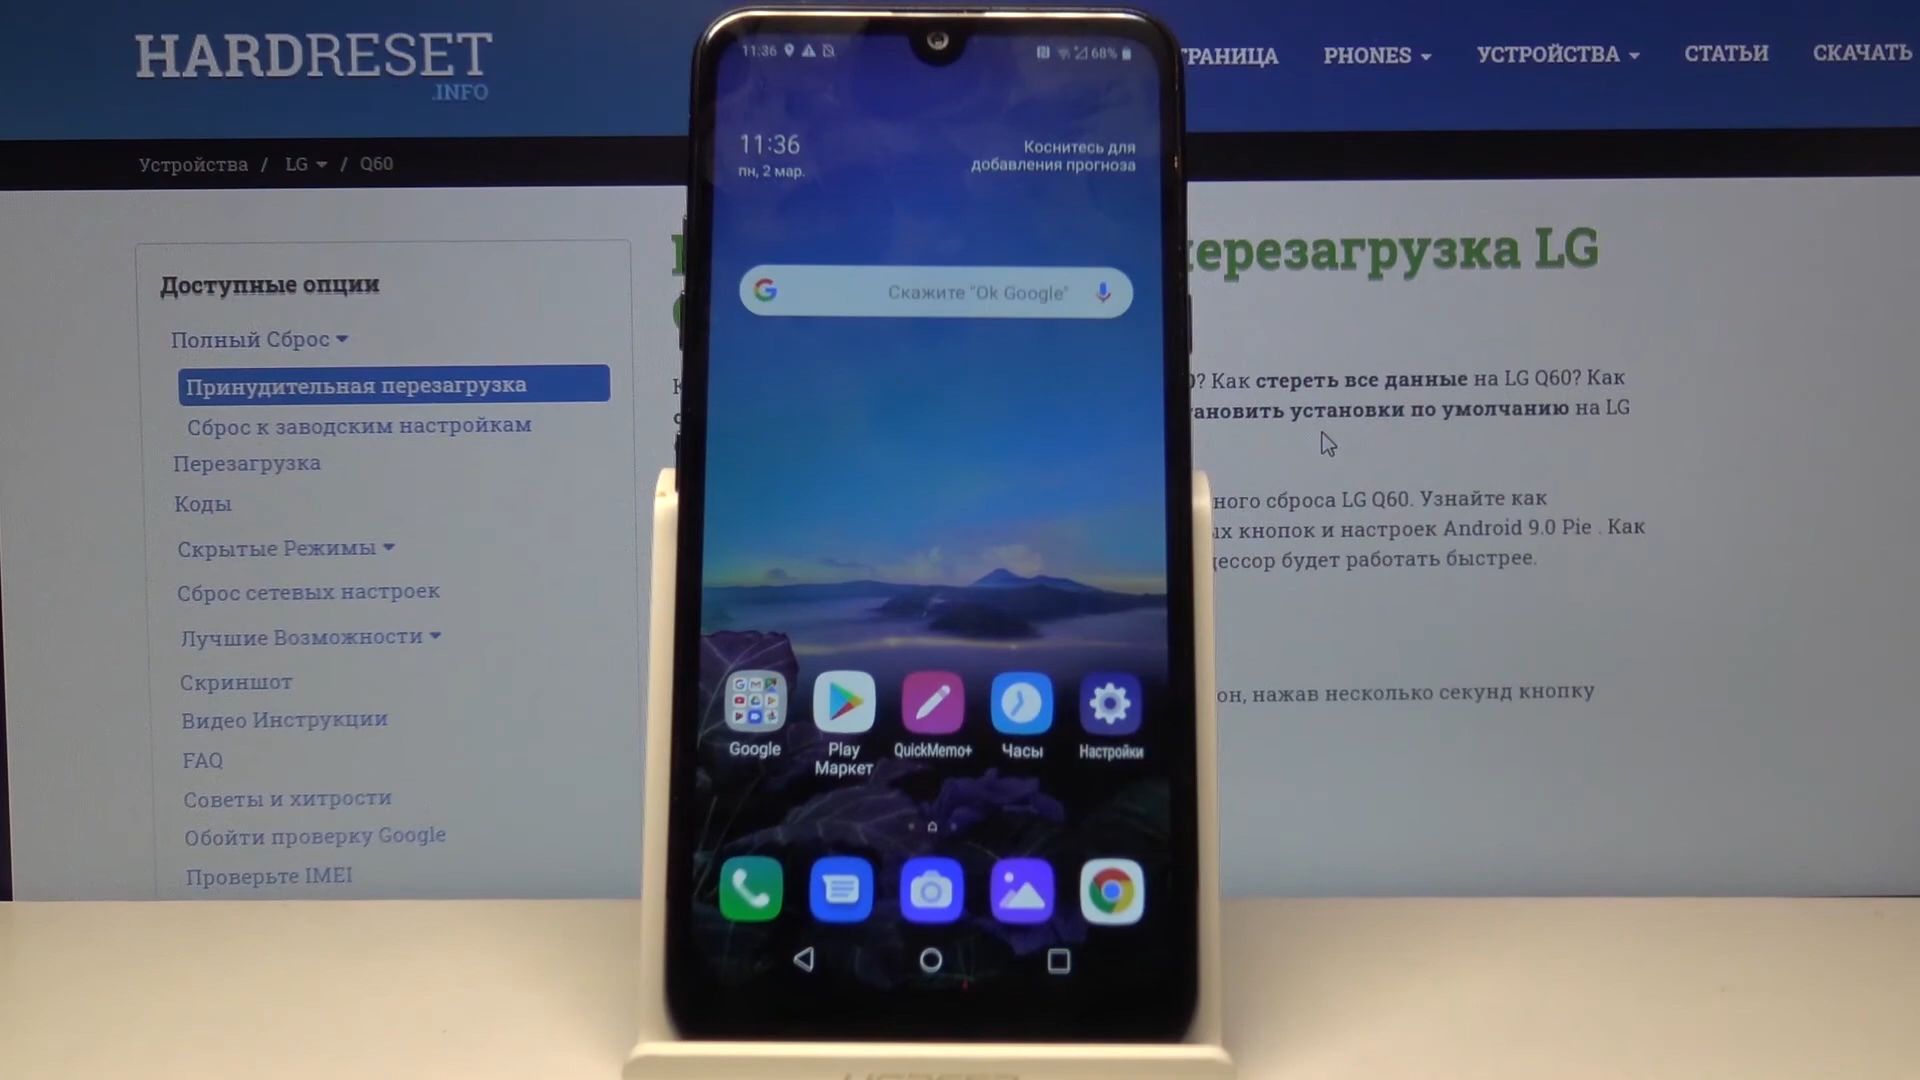 HARDRESET
.INFO
PHONES
УСТРОЙСТВА
СТАТЬИ
СКАЧАТЬ
Устройства / LG / Q60
Доступные опции
Полный Сброс
Принудительная перезагрузка
Сброс к заводским настройкам
Перезагрузка
Коды
Скрытые Режимы
Сброс сетевых настроек
Лучшие Возможности
Скриншот
Видео Инструкции
FAQ
Советы и хитрости
Обойти проверку Google
Проверьте IMEI
11:36
68%
11:36
пн, 2 мар.
Коснитесь для
добавления прогноза
Скажите "Ok Google"
Google
Play
Маркет
QuickMemo+
Часы
Настройки
ерезагрузка LG
? Как стереть все данные на LG Q60? Как
ановить установки по умолчанию на LG
ного сброса LG Q60. Узнайте как
ых кнопок и настроек Android 9.0 Pie . Как
цессор будет работать быстрее.
он, нажав несколько секунд кнопку